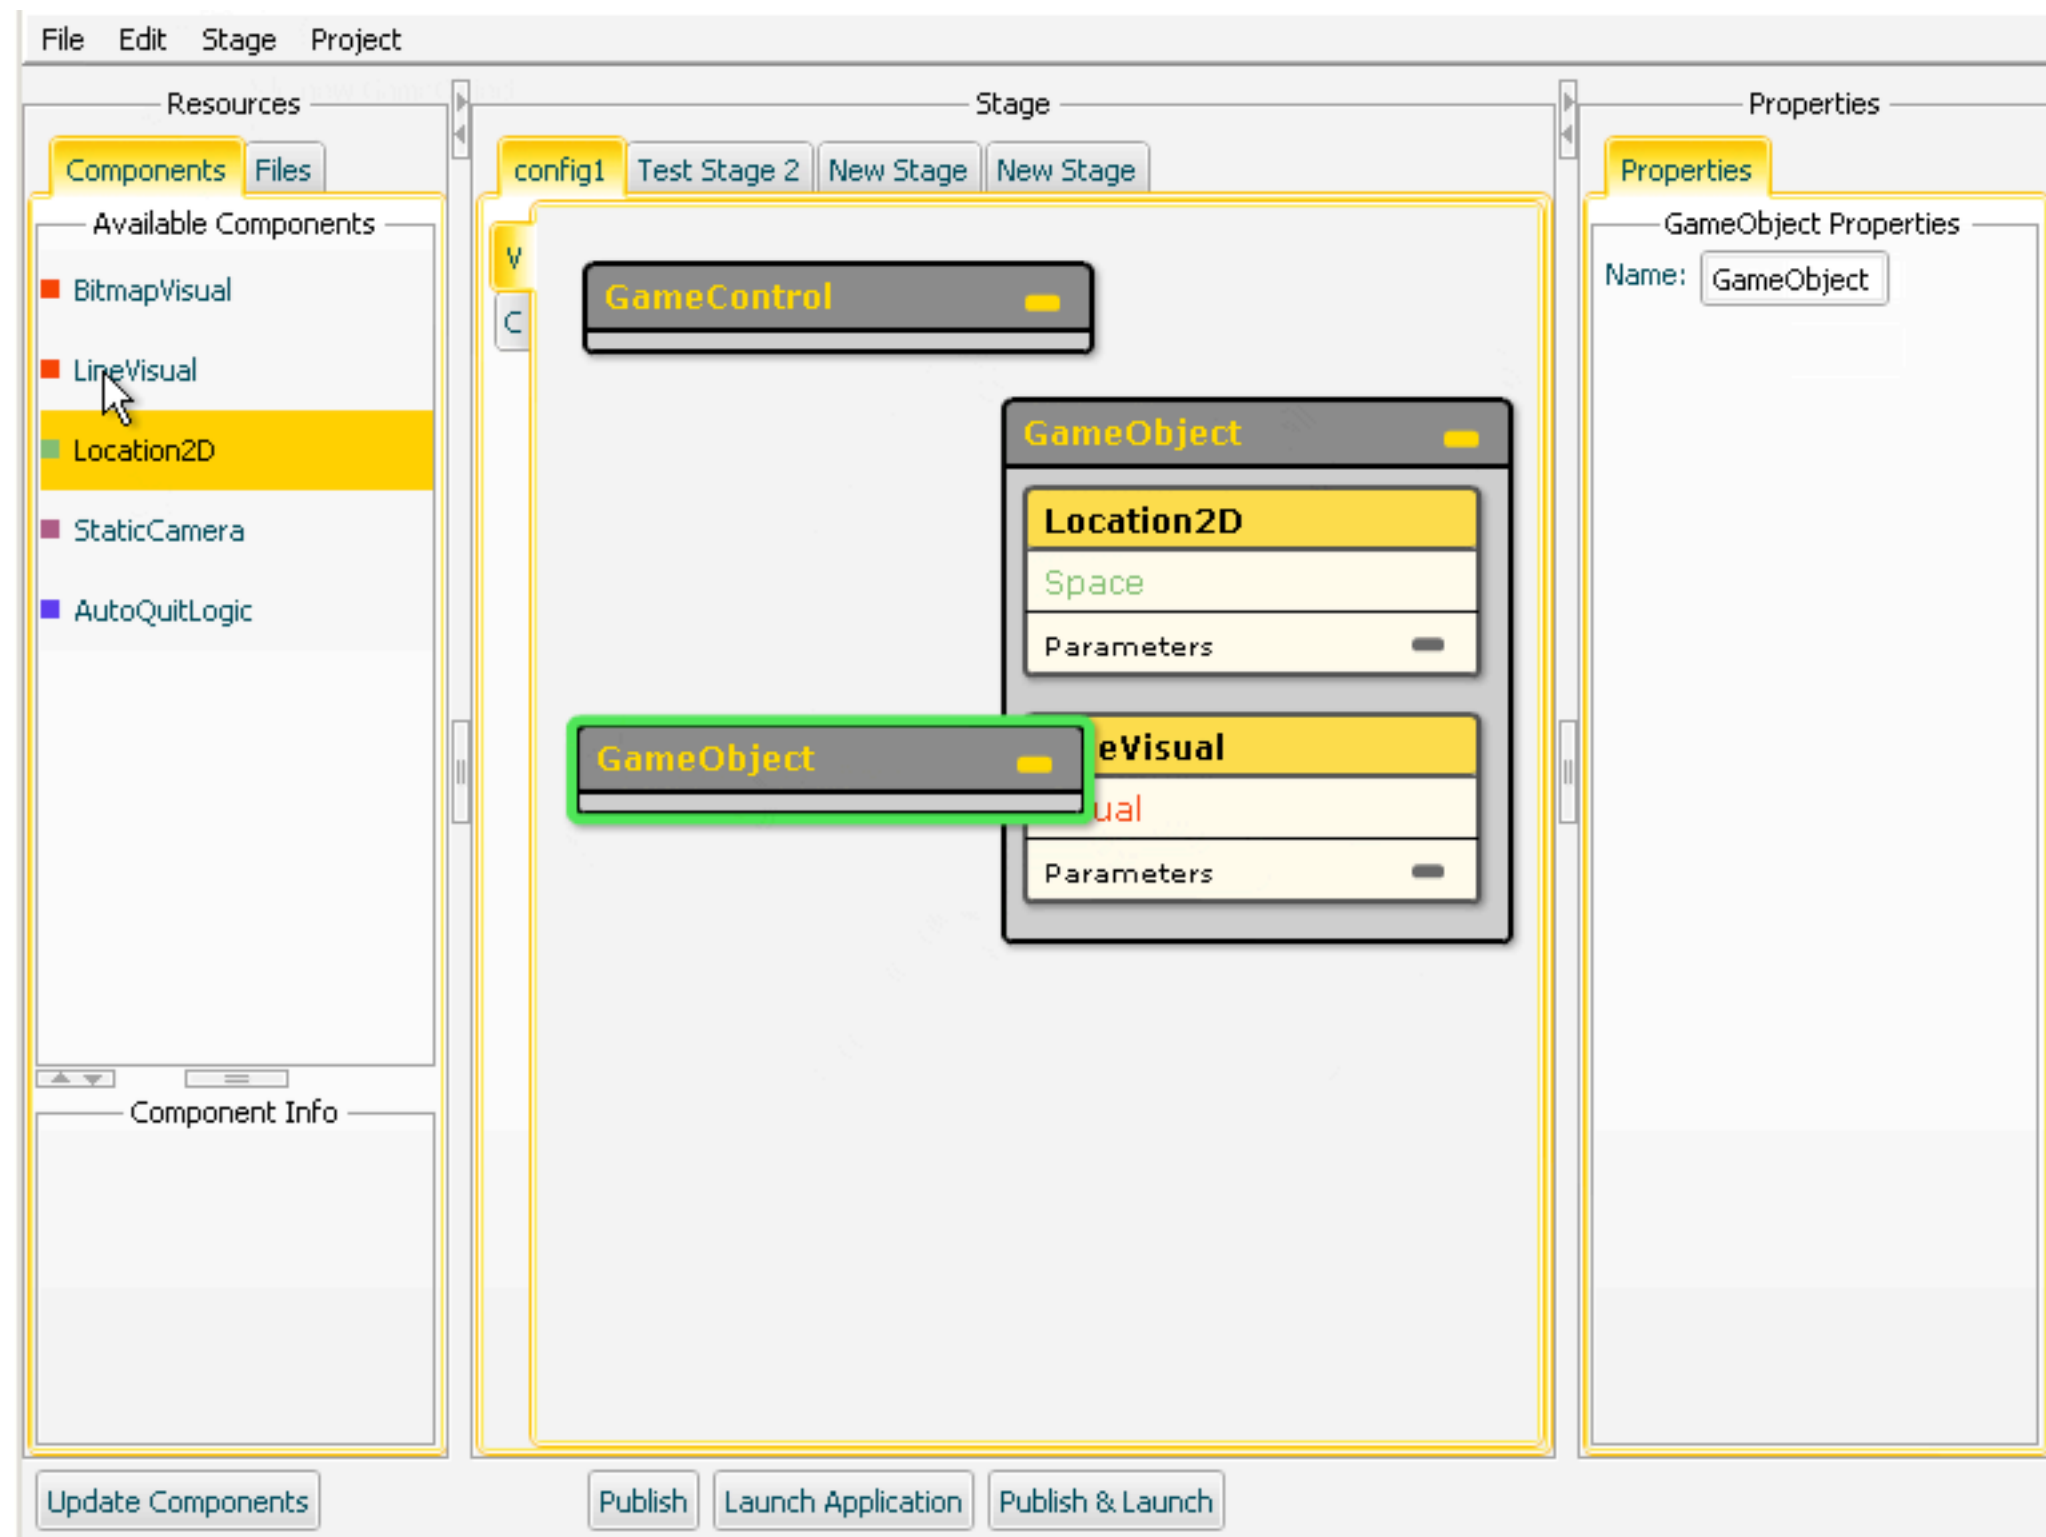 File Edit Stage Project
Resources
Components Files
Available Components
BitmapVisual
LineVisual
Location2D
StaticCamera
AutoQuitLogic
Component Info
Update Components
Stage
config1 Test Stage 2 New Stage New Stage
V
C
GameControl
GameObject
Location2D
Space
Parameters
GameObject
eVisual
ual
Parameters
Publish Launch Application Publish & Launch
Properties
Properties
GameObject Properties
Name: GameObject